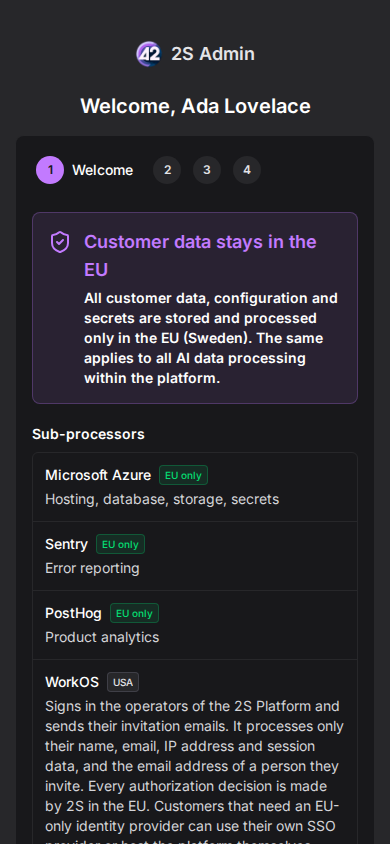 42 2S Admin
Welcome, Ada Lovelace
1 Welcome 2 3 4
Customer data stays in the
EU
All customer data, configuration and
secrets are stored and processed
only in the EU (Sweden). The same
applies to all AI data processing
within the platform.
Sub-processors
Microsoft Azure EU only
Hosting, database, storage, secrets
Sentry EU only
Error reporting
PostHog EU only
Product analytics
WorkOS USA
Signs in the operators of the 2S Platform and
sends their invitation emails. It processes only
their name, email, IP address and session
data, and the email address of a person they
invite. Every authorization decision is made
by 2S in the EU. Customers that need an EU-
only identity provider can use their own SSO
provider or host the platform themselves